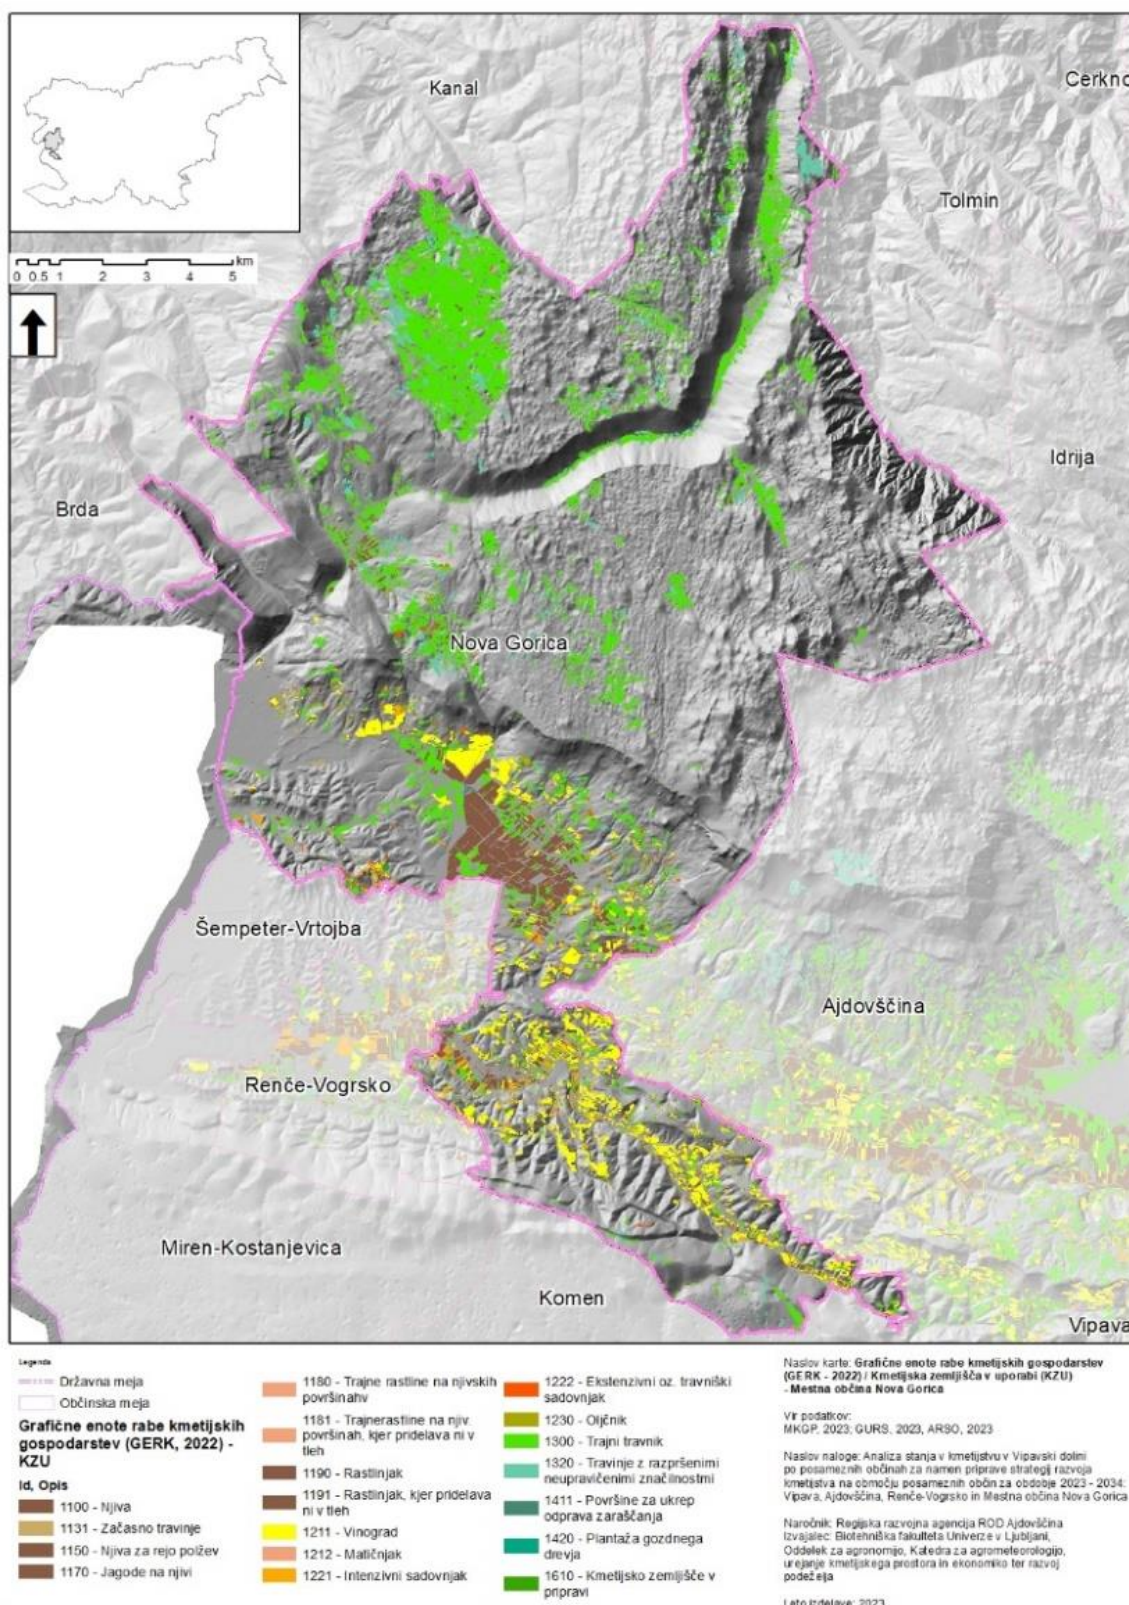 Kanal
Cerkno
Tolmin
km
0 0.5 1 2 3 4 5
Idrija
Brda
Nova Gorica
Šempeter-Vrtojba
Ajdovščina
Renče-Vogrsko
Miren-Kostanjevica
Komen
Vipava
Legenda
Državna meja
Občinska meja
Grafične enote rabe kmetijskih
gospodarstev (GERK, 2022) -
KZU
Id, Opis
1100 - Njiva
1131 - Začasno travinje
1150 - Njiva za rejo polžev
1170 - Jagode na njivi
1180 - Trajne rastline na njivskih
površinahv
1181 - Trajnerastline na njiv.
površinah, kjer pridelava ni v
tleh
1190 - Rastlinjak
1191 - Rastlinjak, kjer pridelava
ni v tleh
1211 - Vinograd
1212 - Matičnjak
1221 - Intenzivni sadovnjak
1222 - Ekstenzivni oz. travniški
sadovnjak
1230 - Oljčnik
1300 - Trajni travnik
1320 - Travinje z razpršenimi
neupravičenimi značilnostmi
1411 - Površine za ukrep
odprava zaraščanja
1420 - Plantaža gozdnega
drevja
1610 - Kmetijsko zemljišče v
pripravi
Naslov karte: Grafične enote rabe kmetijskih gospodarstev
(GERK - 2022) / Kmetijska zemljišča v uporabi (KZU)
- Mestna občina Nova Gorica
Vir podatkov:
MKGP, 2023; GURS, 2023, ARSO, 2023
Naslov naloge: Analiza stanja v kmetijstvu v Vipavski dolini
po posameznih občinah za namen priprave strategij razvoja
kmetijstva na območju posameznih občin za obdobje 2023 - 2034:
Vipava, Ajdovščina, Renče-Vogrsko in Mestna občina Nova Gorica
Naročnik: Regijska razvojna agencija ROD Ajdovščina
Izvajalec: Biotehniška fakulteta Univerze v Ljubljani,
Oddelek za agronomijo, Katedra za agrometeorologijo,
urejanje kmetijskega prostora in ekonomiko ter razvoj
podeželja
Leto izdelave: 2023